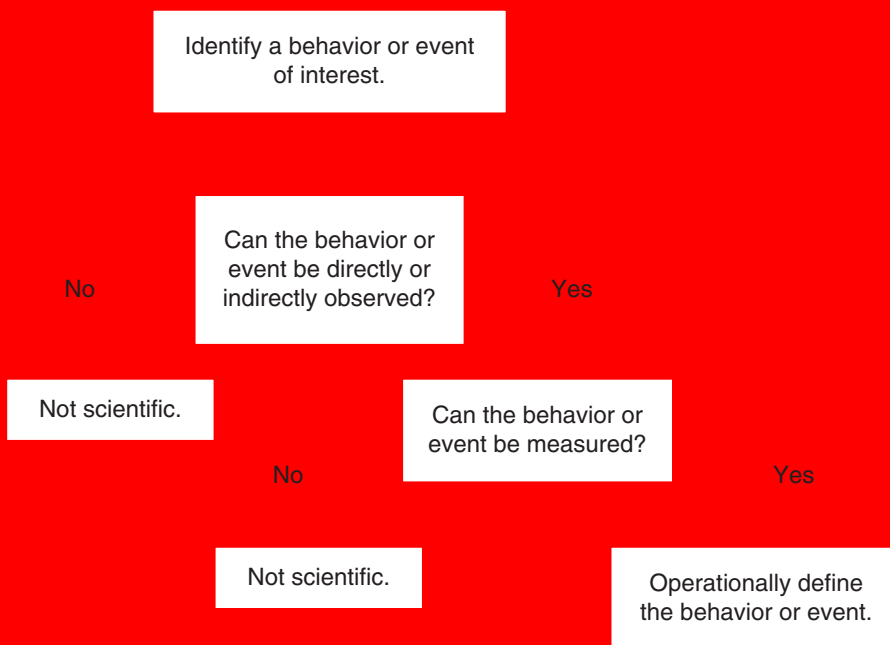 Identify a behavior or event
of interest.
Can the behavior or
event be directly or
indirectly observed?
No
Yes
Not scientific.
Can the behavior or
event be measured?
No
Yes
Not scientific.
Operationally define
the behavior or event.